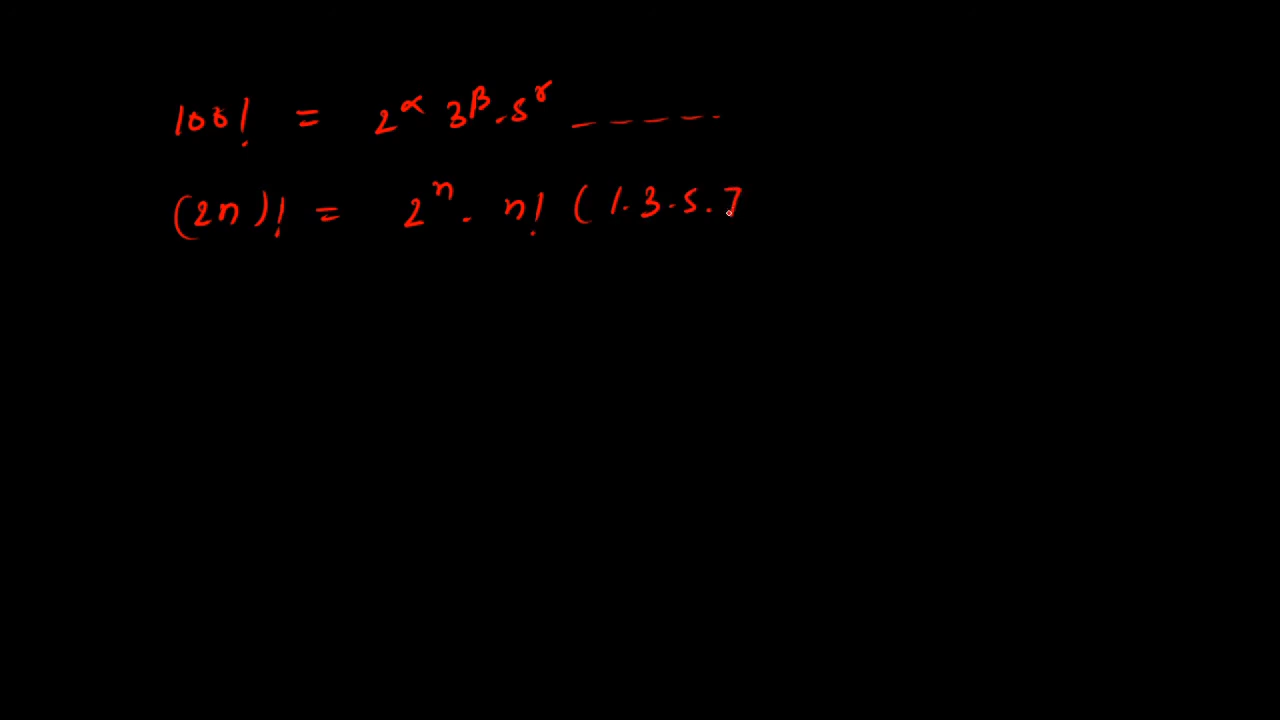 100! = 2^α 3^β . 5^γ ------
(2n)! = 2^n . n! ( 1.3.5.7